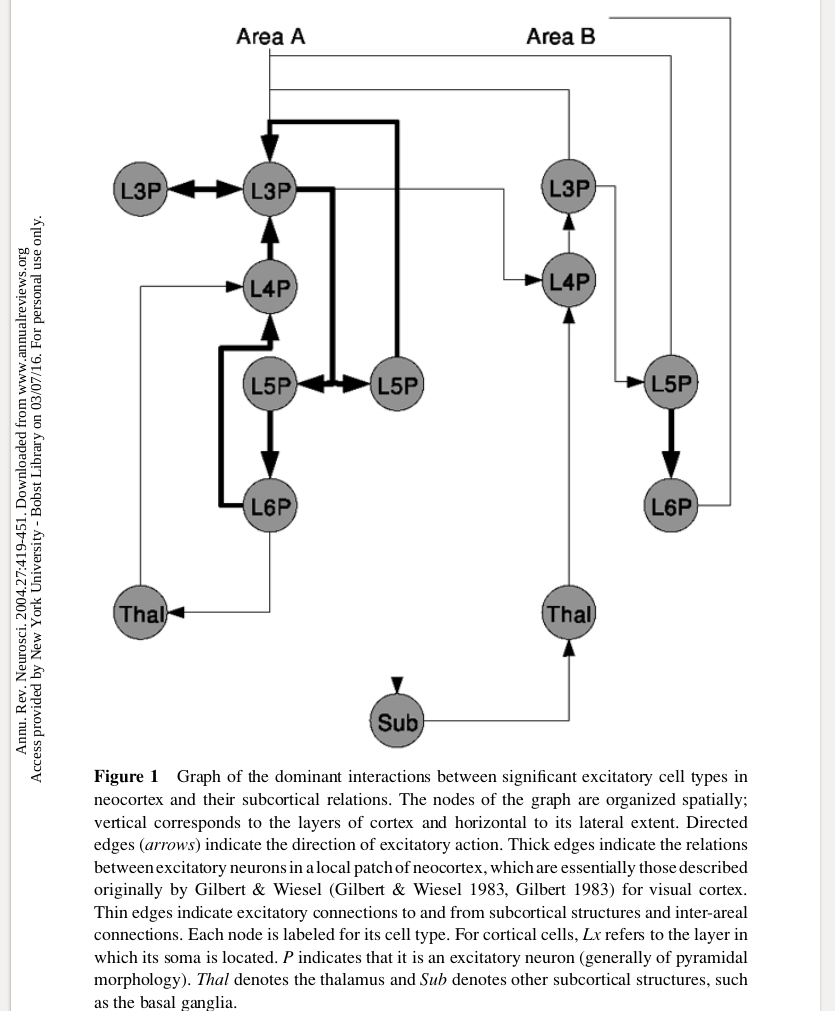 Area A
Area B
L3P
L3P
L3P
L4P
L4P
L5P
L5P
L5P
L6P
L6P
Thal
Thal
Sub
Annu. Rev. Neurosci. 2004.27:419-451. Downloaded from www.annualreviews.org
Access provided by New York University - Bobst Library on 03/07/16. For personal use only.
Figure 1 Graph of the dominant interactions between significant excitatory cell types in
neocortex and their subcortical relations. The nodes of the graph are organized spatially;
vertical corresponds to the layers of cortex and horizontal to its lateral extent. Directed
edges (arrows) indicate the direction of excitatory action. Thick edges indicate the relations
between excitatory neurons in a local patch of neocortex, which are essentially those described
originally by Gilbert & Wiesel (Gilbert & Wiesel 1983, Gilbert 1983) for visual cortex.
Thin edges indicate excitatory connections to and from subcortical structures and inter-areal
connections. Each node is labeled for its cell type. For cortical cells, Lx refers to the layer in
which its soma is located. P indicates that it is an excitatory neuron (generally of pyramidal
morphology). Thal denotes the thalamus and Sub denotes other subcortical structures, such
as the basal ganglia.